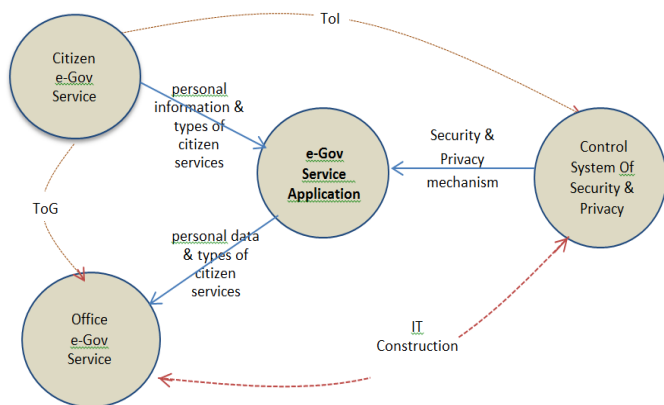 ToI
Citizen
e-Gov
Service
personal
information &
types of
citizen
services
e-Gov
Service
Application
Security &
Privacy
mechanism
Control
System Of
Security &
Privacy
ToG
personal data
& types of
citizen
services
Office
e-Gov
Service
IT
Construction